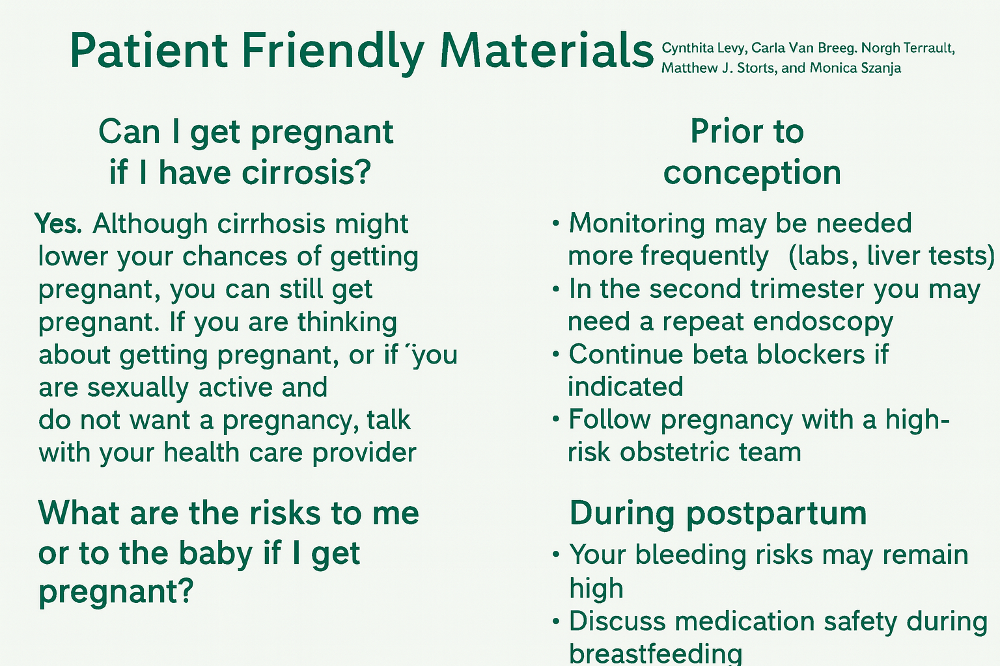 Patient Friendly Materials
Cynthita Levy, Carla Van Breeg. Norgh Terrault,
Matthew J. Storts, and Monica Szanja
Can I get pregnant
if I have cirrosis?
Yes. Although cirrhosis might
lower your chances of getting
pregnant, you can still get
pregnant. If you are thinking
about getting pregnant, or if ´you
are sexually active and
do not want a pregnancy, talk
with your health care provider
What are the risks to me
or to the baby if I get
pregnant?
Prior to
conception
• Monitoring may be needed
more frequently (labs, liver tests)
• In the second trimester you may
need a repeat endoscopy
• Continue beta blockers if
indicated
• Follow pregnancy with a high-
risk obstetric team
During postpartum
• Your bleeding risks may remain
high
• Discuss medication safety during
breastfeeding